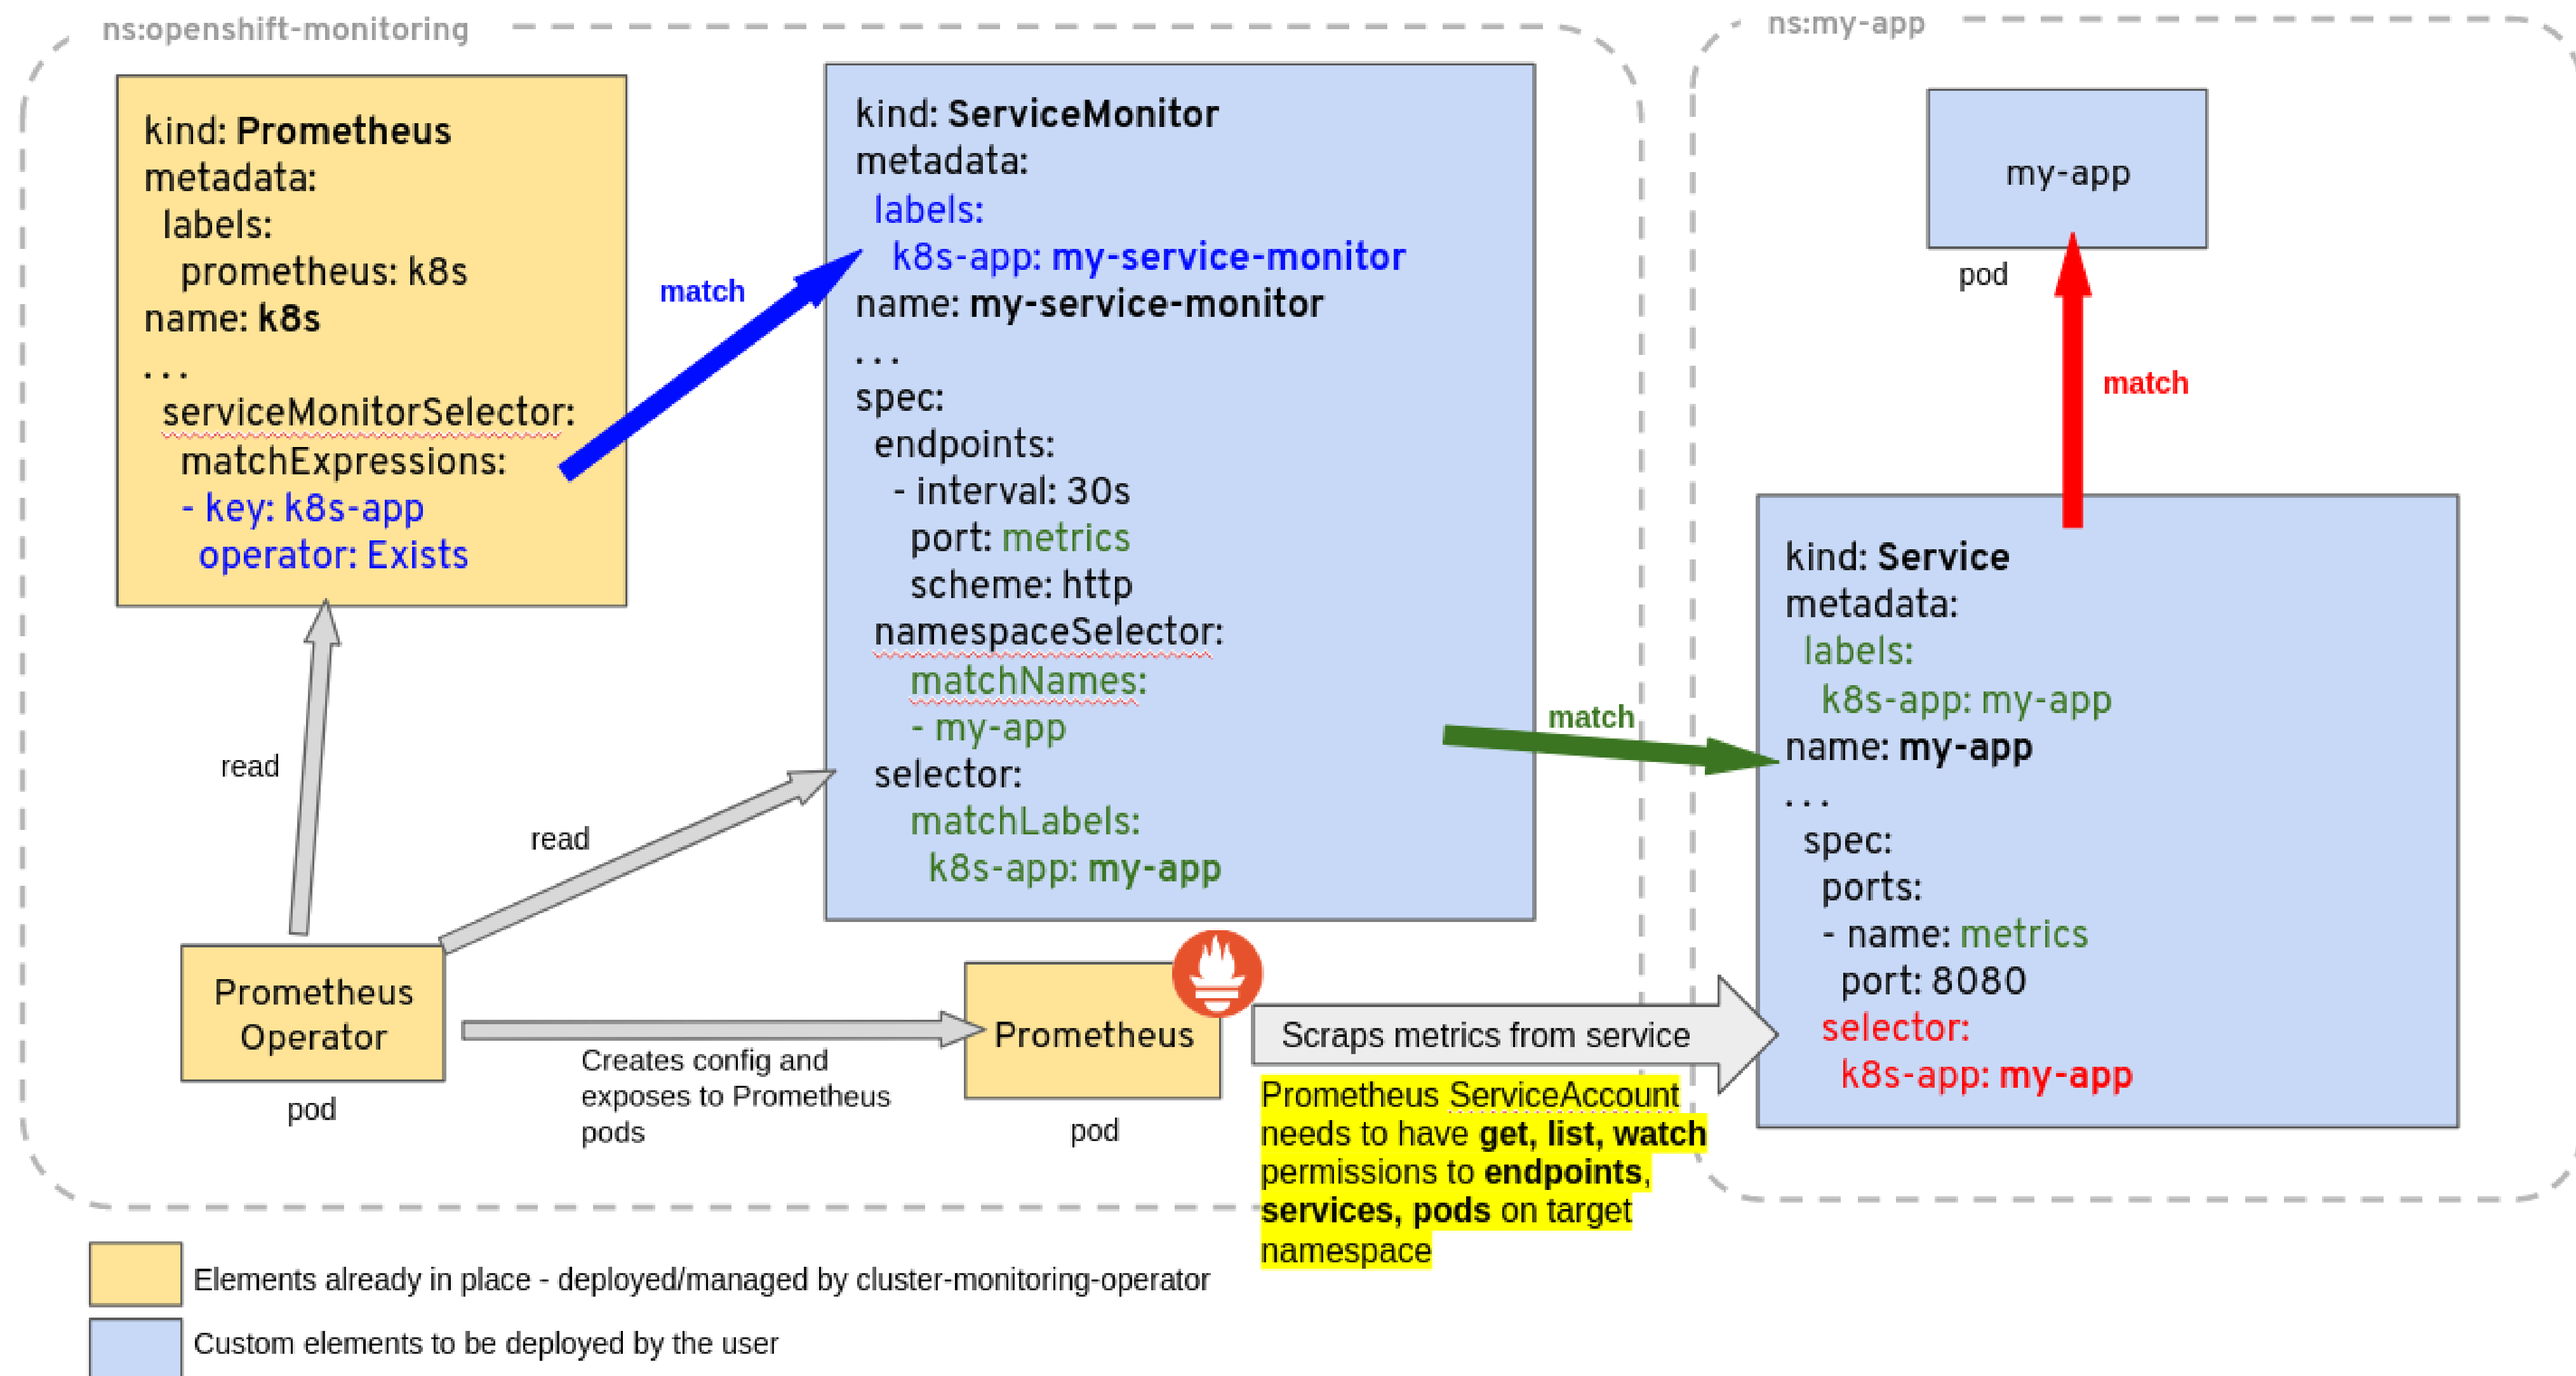 ns:openshift-monitoring
kind: Prometheus
metadata:
labels:
prometheus: k8s
name: k8s
...
serviceMonitorSelector:
matchExpressions:
- key: k8s-app
operator: Exists
match
kind: ServiceMonitor
metadata:
labels:
k8s-app: my-service-monitor
name: my-service-monitor
...
spec:
endpoints:
- interval: 30s
port: metrics
scheme: http
namespaceSelector:
matchNames:
- my-app
selector:
matchLabels:
k8s-app: my-app
read
read
Prometheus
Operator
pod
Creates config and
exposes to Prometheus
pods
Prometheus
pod
Scraps metrics from service
Prometheus ServiceAccount
needs to have get, list, watch
permissions to endpoints,
services, pods on target
namespace
match
ns:my-app
my-app
pod
match
kind: Service
metadata:
labels:
k8s-app: my-app
name: my-app
...
spec:
ports:
- name: metrics
port: 8080
selector:
k8s-app: my-app
Elements already in place - deployed/managed by cluster-monitoring-operator
Custom elements to be deployed by the user